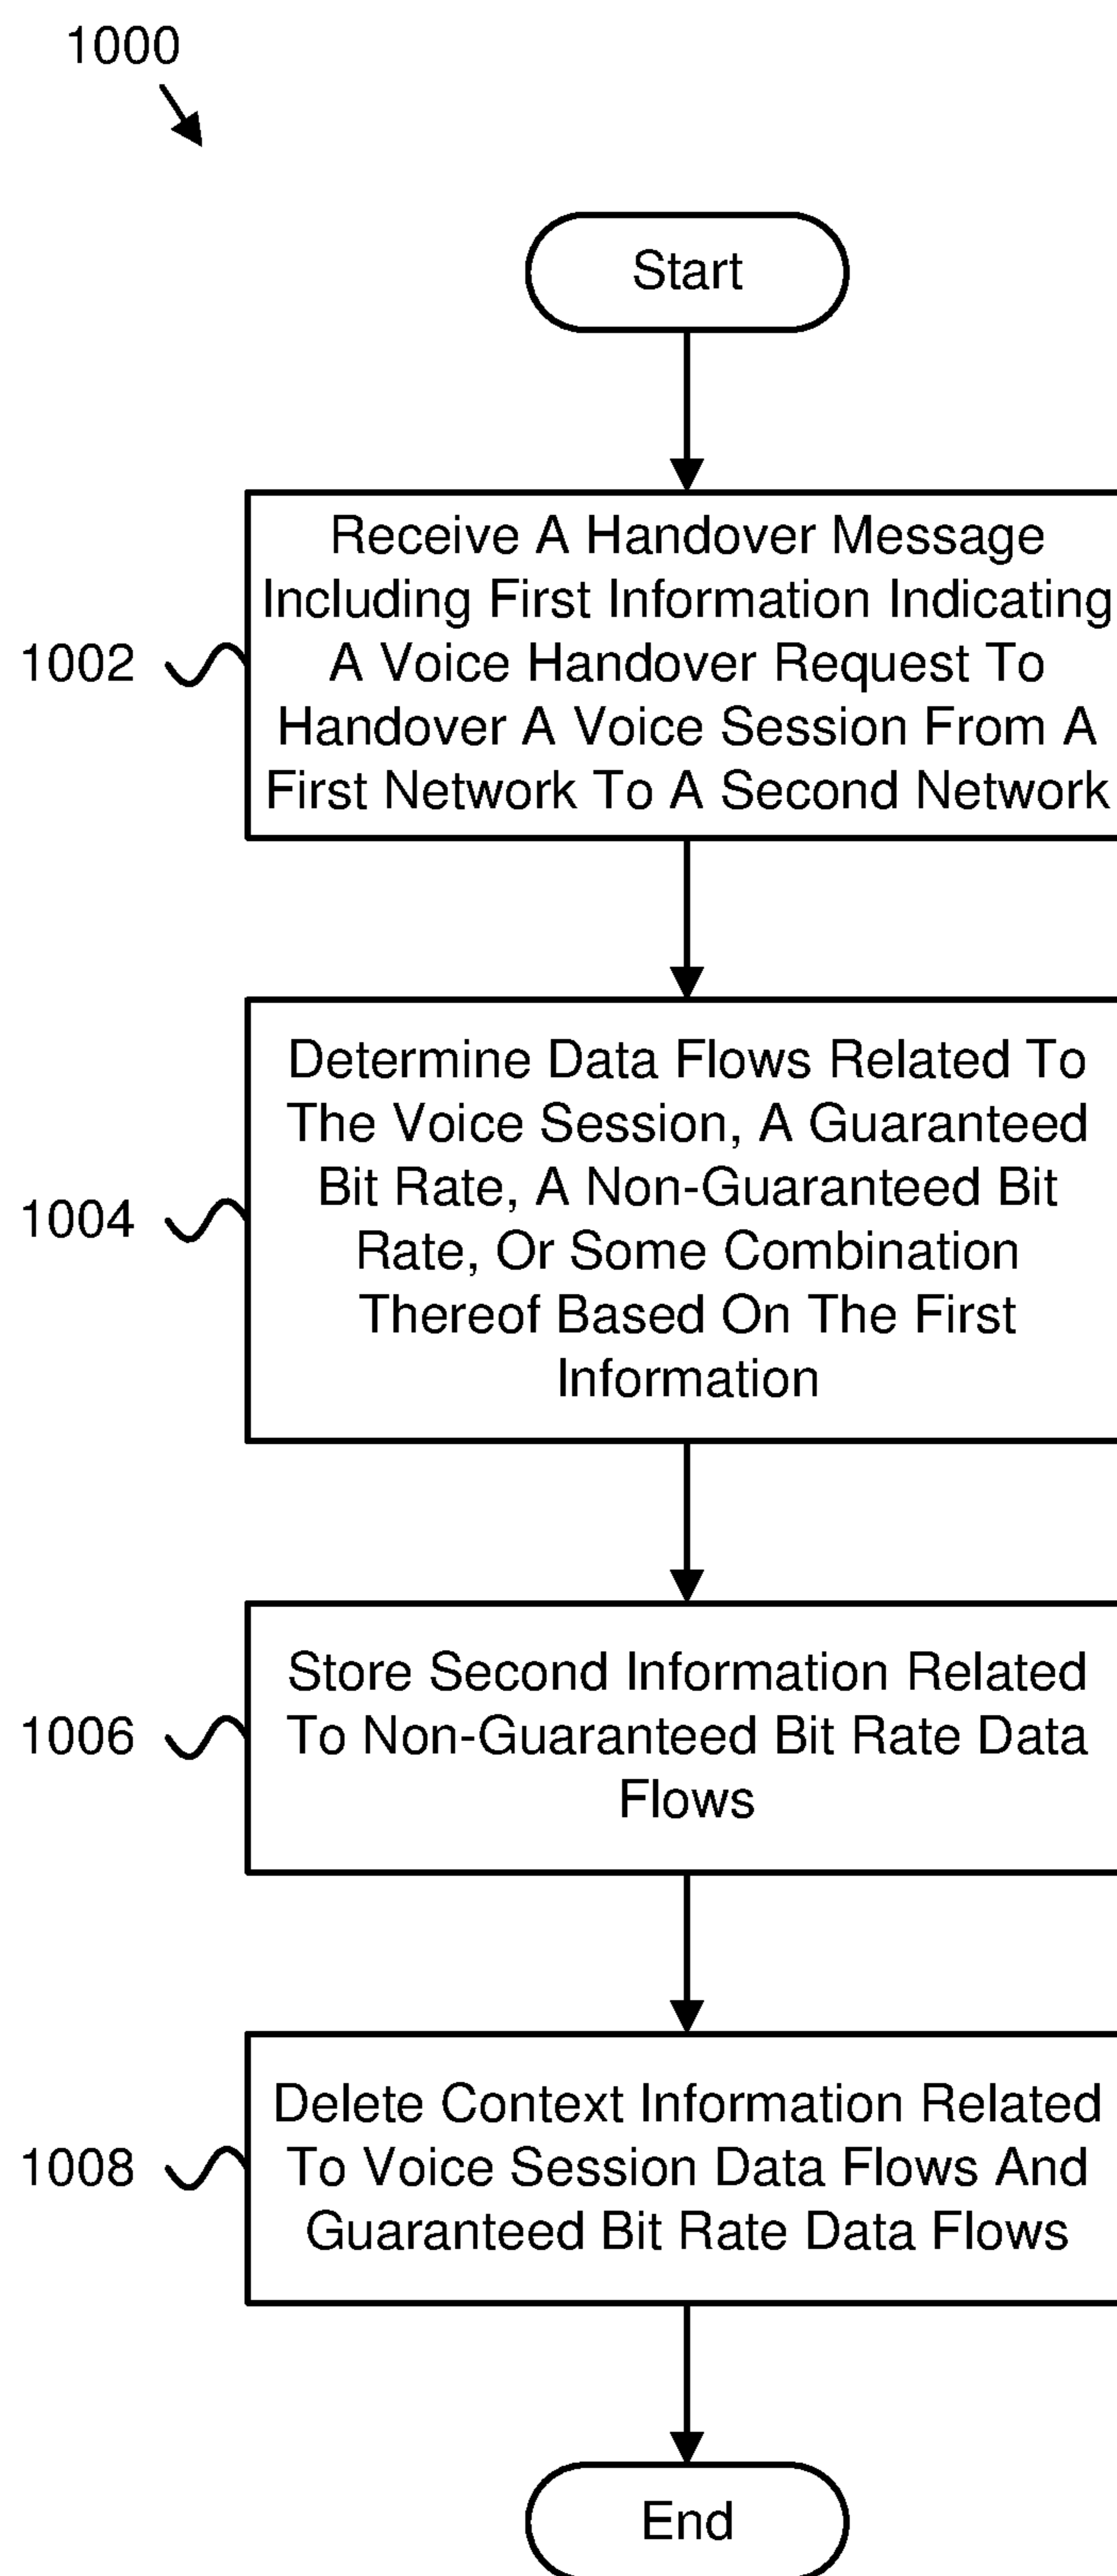 1000
Start
Receive A Handover Message
Including First Information Indicating
1002
A Voice Handover Request To
Handover A Voice Session From A
First Network To A Second Network
Determine Data Flows Related To
The Voice Session, A Guaranteed
Bit Rate, A Non-Guaranteed Bit
1004
Rate, Or Some Combination
Thereof Based On The First
Information
Store Second Information Related
1006
To Non-Guaranteed Bit Rate Data
Flows
Delete Context Information Related
1008
To Voice Session Data Flows And
Guaranteed Bit Rate Data Flows
End